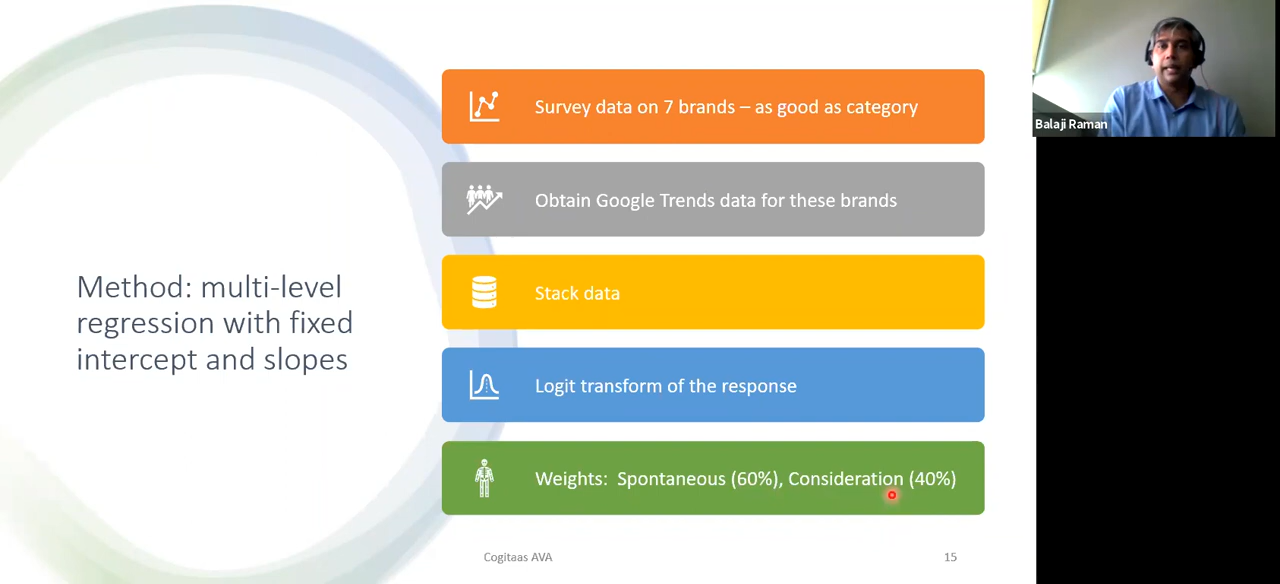 Method: multi-level
regression with fixed
intercept and slopes
Survey data on 7 brands – as good as category
Obtain Google Trends data for these brands
Stack data
Logit transform of the response
Weights:  Spontaneous (60%), Consideration (40%)
Cogitaas AVA
15
Balaji Raman